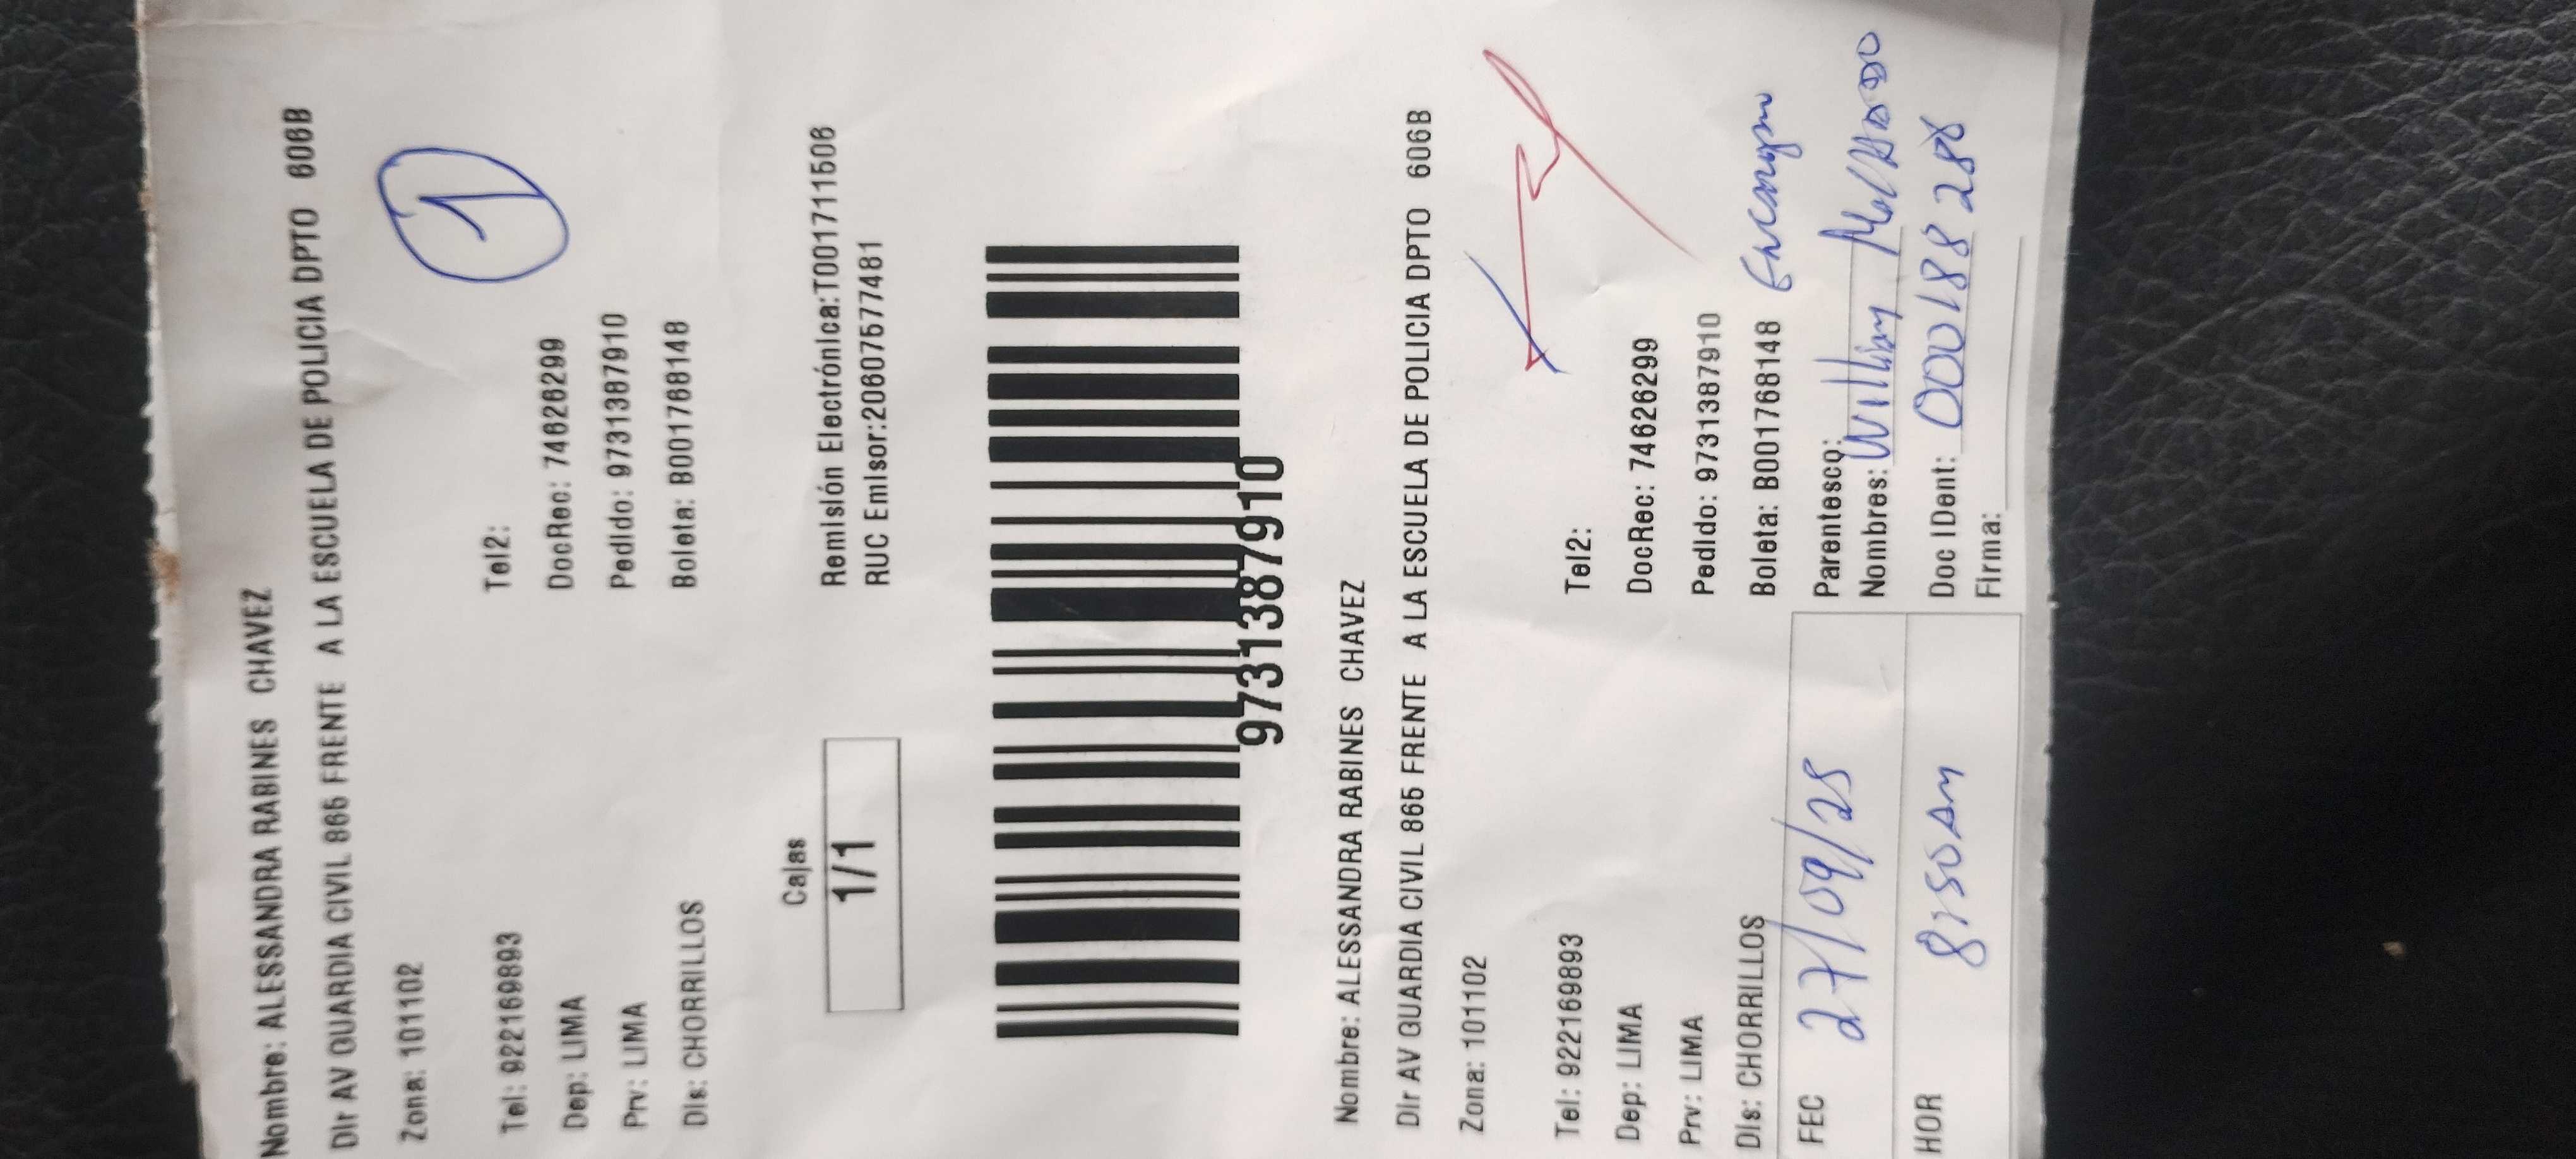 Nombre: ALESSANDRA RABINES CHAVEZ
Dir AV GUARDIA CIVIL 865 FRENTE A LA ESCUELA DE POLICIA DPTO 606B
Zona: 101102
1
Tel: 922169893 Tel2:
Dep: LIMA DocRec: 74626299
Prv: LIMA Pedido: 9731387910
Dis: CHORRILLOS Boleta: B001768148
Cajas
1/1
Remisión Electrónica:T001711506
RUC Emisor:20607577481
9731387910
Nombre: ALESSANDRA RABINES CHAVEZ
Dir AV GUARDIA CIVIL 865 FRENTE A LA ESCUELA DE POLICIA DPTO 606B
Zona: 101102
Tel: 922169893 Tel2:
Dep: LIMA DocRec: 74626299
Prv: LIMA Pedido: 9731387910
Dis: CHORRILLOS Boleta: B001768148
FEC 27/09/25 Parentesco:
Nombres: William
HOR 8:50AM Doc IDent:
Firma: